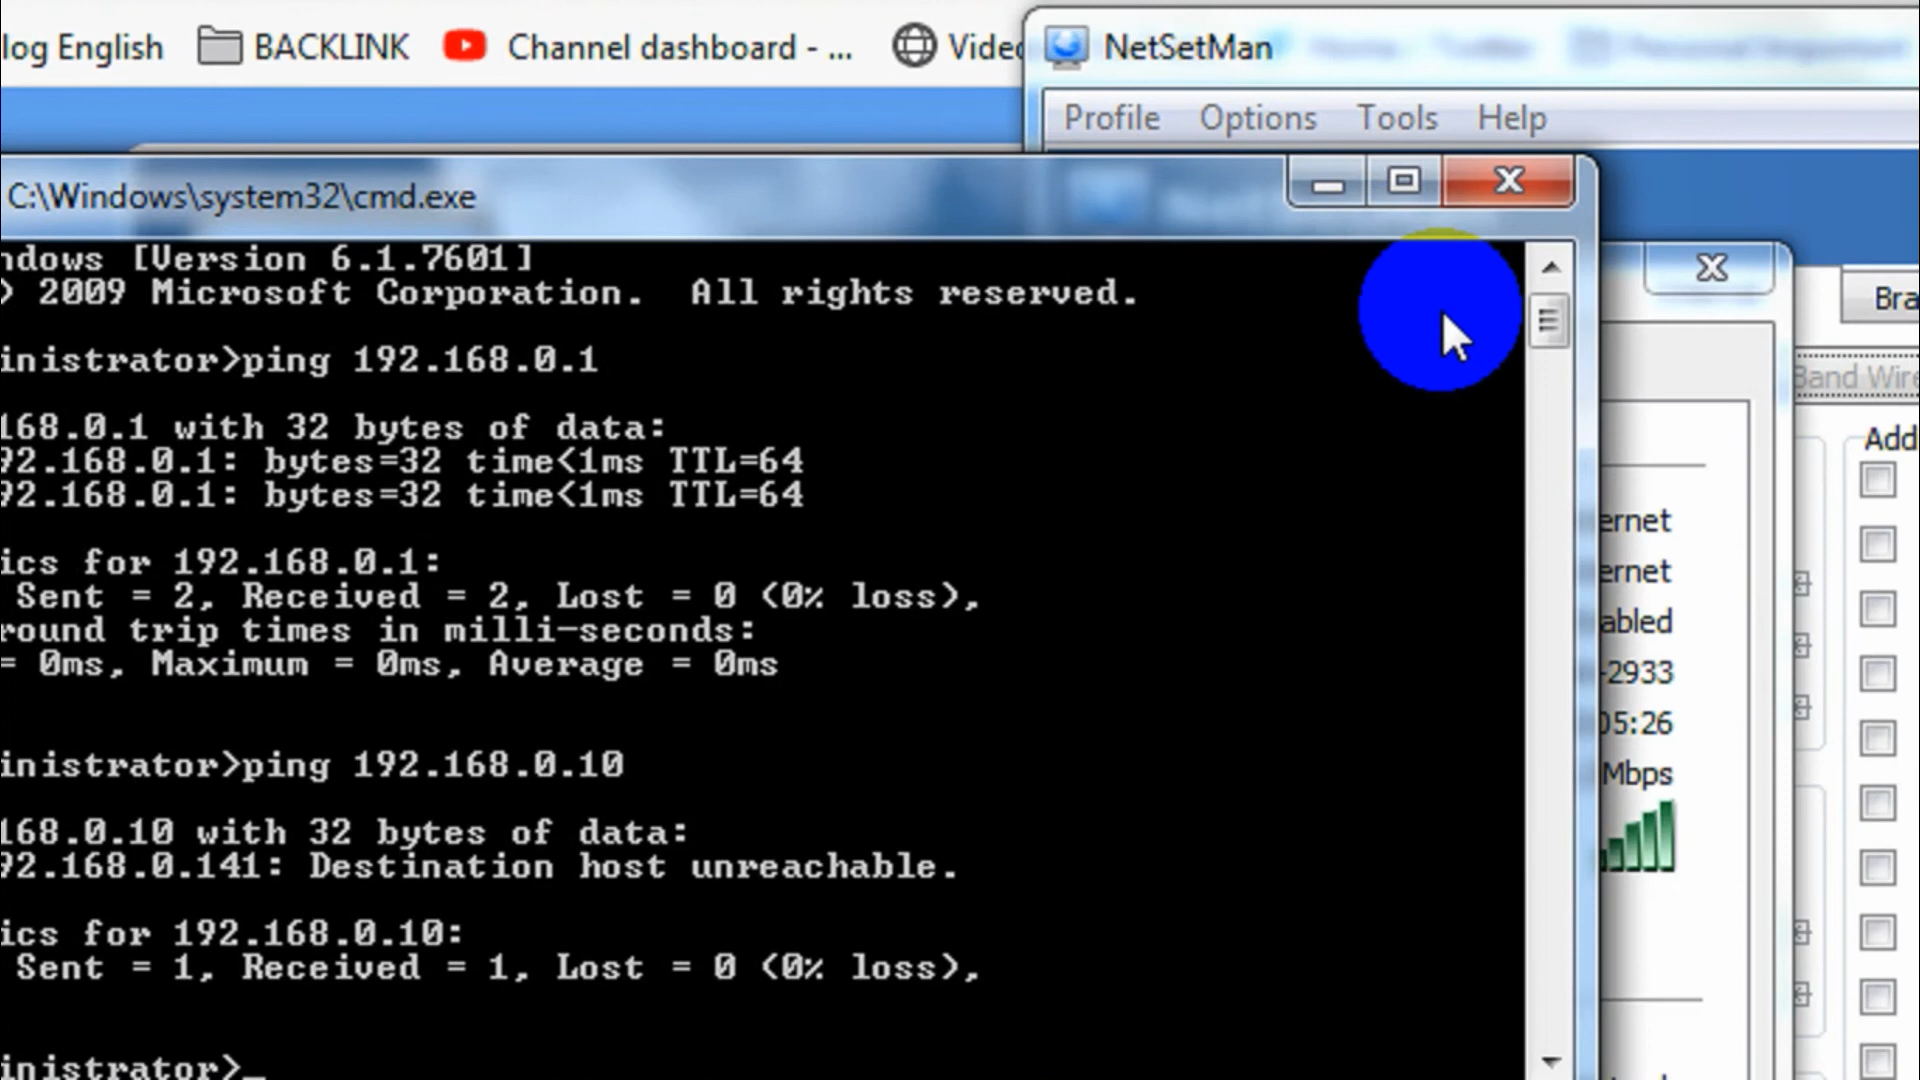 log English BACKLINK Channel dashboard - ...
NetSetMan
Profile Options Tools Help
C:\Windows\system32\cmd.exe
ndows [Version 6.1.7601]
> 2009 Microsoft Corporation.  All rights reserved.
inistrator>ping 192.168.0.1
168.0.1 with 32 bytes of data:
92.168.0.1: bytes=32 time<1ms TTL=64
92.168.0.1: bytes=32 time<1ms TTL=64
ics for 192.168.0.1:
Sent = 2, Received = 2, Lost = 0 (0% loss),
round trip times in milli-seconds:
= 0ms, Maximum = 0ms, Average = 0ms
inistrator>ping 192.168.0.10
168.0.10 with 32 bytes of data:
92.168.0.141: Destination host unreachable.
ics for 192.168.0.10:
Sent = 1, Received = 1, Lost = 0 (0% loss),
inistrator>_
Bra
Band Wire
Add
ernet
ernet
abled
-2933
05:26
Mbps